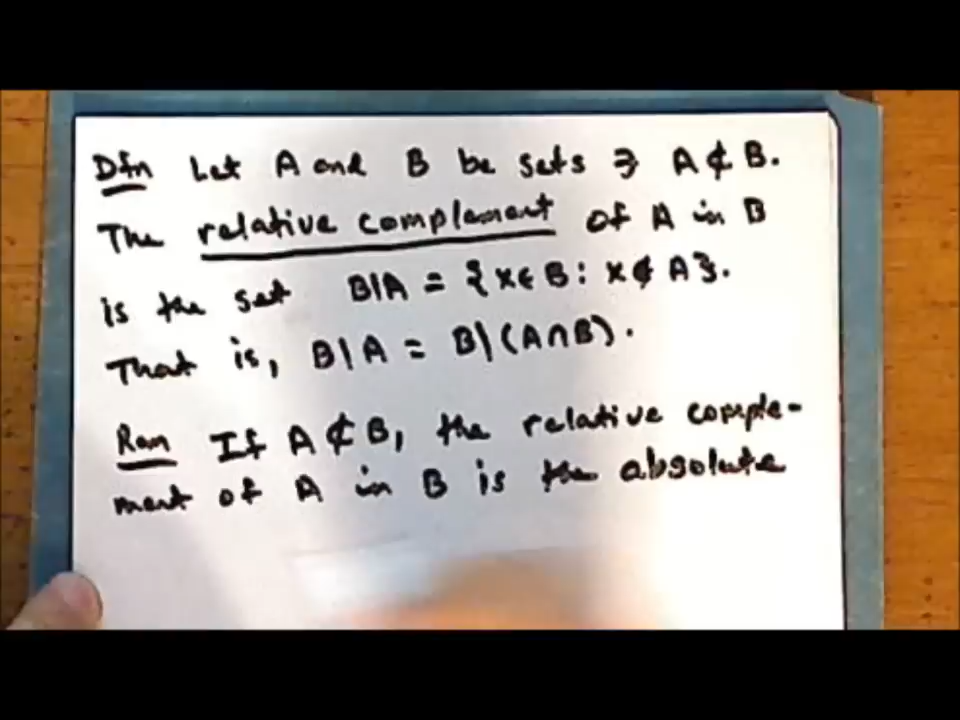 Dfn Let A and B be sets ∋ A ⊄ B.
The relative complement of A in B
is the set B\A = {x ∈ B : x ∉ A}.
That is, B\A = B\(A∩B).
Rem If A ⊄ B, the relative comple-
ment of A in B is the absolute